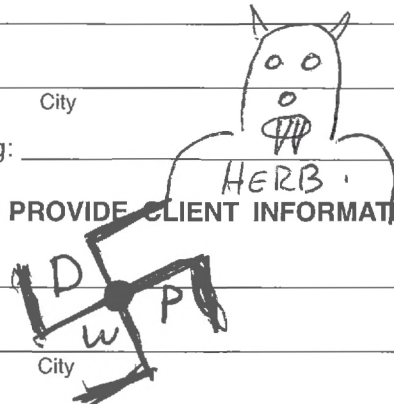 City
g:
HERB.
PROVIDE CLIENT INFORMAT
D
P
W
City